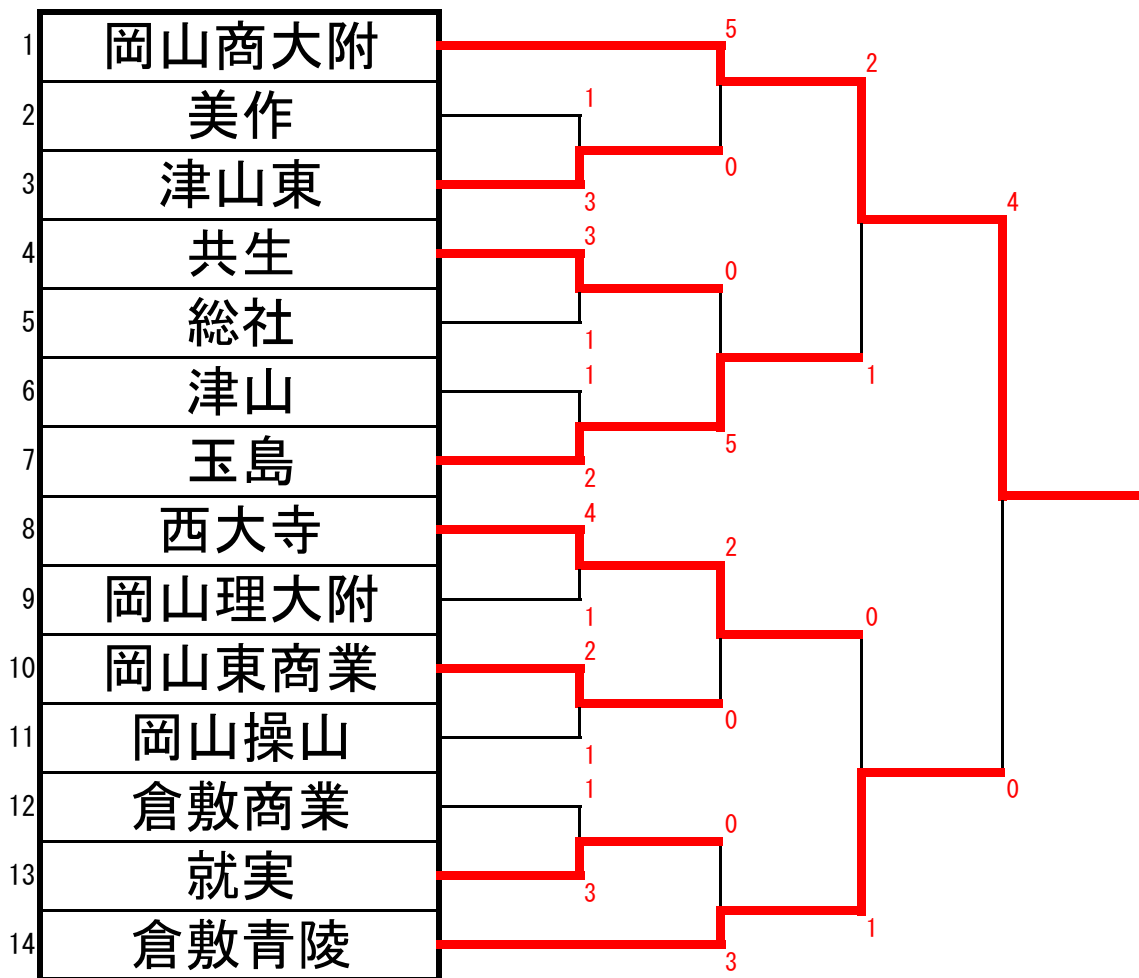 1 岡山商大附
2 美作
3 津山東
4 共生
5 総社
6 津山
7 玉島
8 西大寺
9 岡山理大附
10 岡山東商業
11 岡山操山
12 倉敷商業
13 就実
14 倉敷青陵
1
3
3
1
1
2
4
1
2
1
1
3
5
0
0
5
2
0
0
3
2
1
0
1
4
0